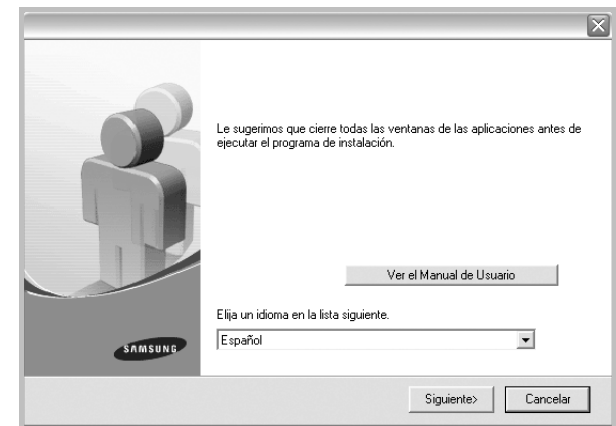 Le sugerimos que cierre todas las ventanas de las aplicaciones antes de
ejecutar el programa de instalación.
Ver el Manual de Usuario
Elija un idioma en la lista siguiente.
Español
SAMSUNG
Siguiente>
Cancelar